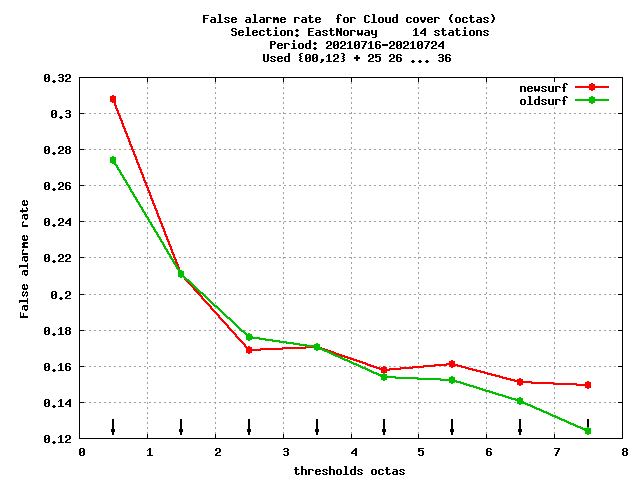 False alarme rate  for Cloud cover (octas)
Selection: EastNorway     14 stations
Period: 20210716-20210724
Used {00,12} + 25 26 ... 36
newsurf
oldsurf
0.32
0.3
0.28
0.26
0.24
0.22
0.2
0.18
0.16
0.14
0.12
False alarme rate
0 1 2 3 4 5 6 7 8
thresholds octas